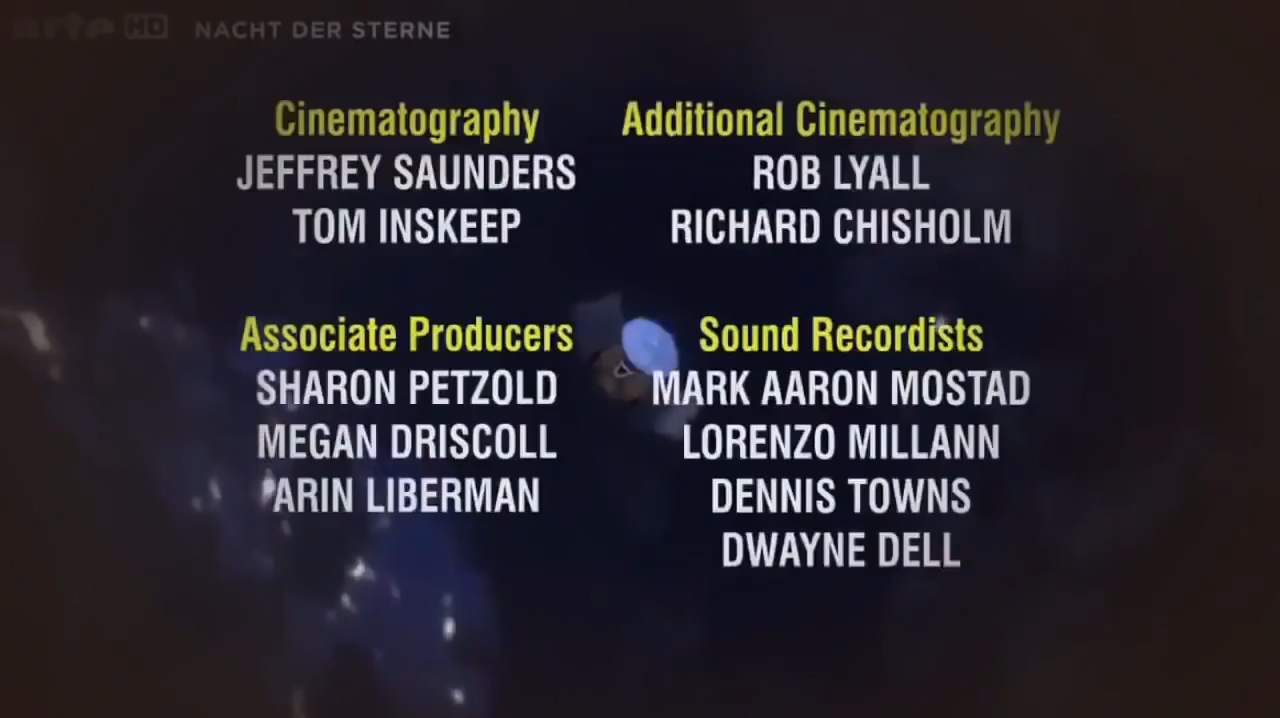 arte HD NACHT DER STERNE
Cinematography
JEFFREY SAUNDERS
TOM INSKEEP
Additional Cinematography
ROB LYALL
RICHARD CHISHOLM
Associate Producers
SHARON PETZOLD
MEGAN DRISCOLL
ARIN LIBERMAN
Sound Recordists
MARK AARON MOSTAD
LORENZO MILLANN
DENNIS TOWNS
DWAYNE DELL